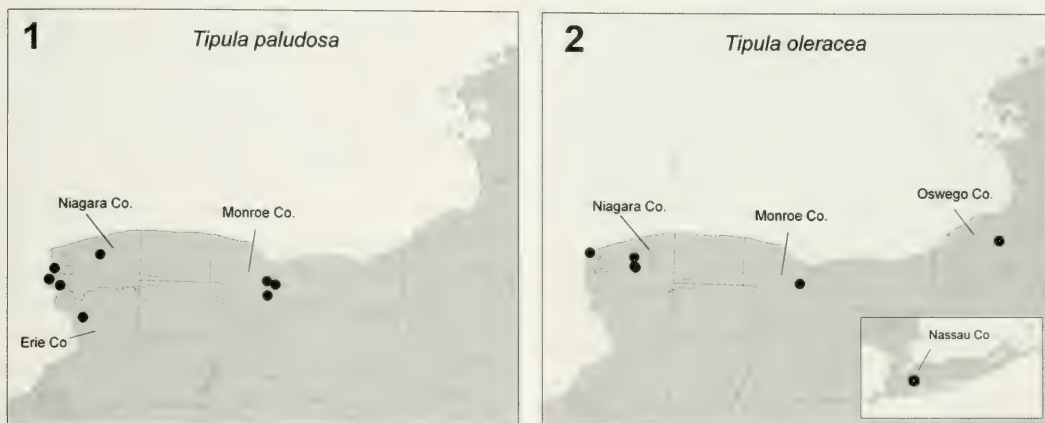 1
Tipula paludosa
Niagara Co.
Monroe Co.
Erie Co
2
Tipula oleracea
Niagara Co.
Monroe Co.
Oswego Co.
Nassau Co